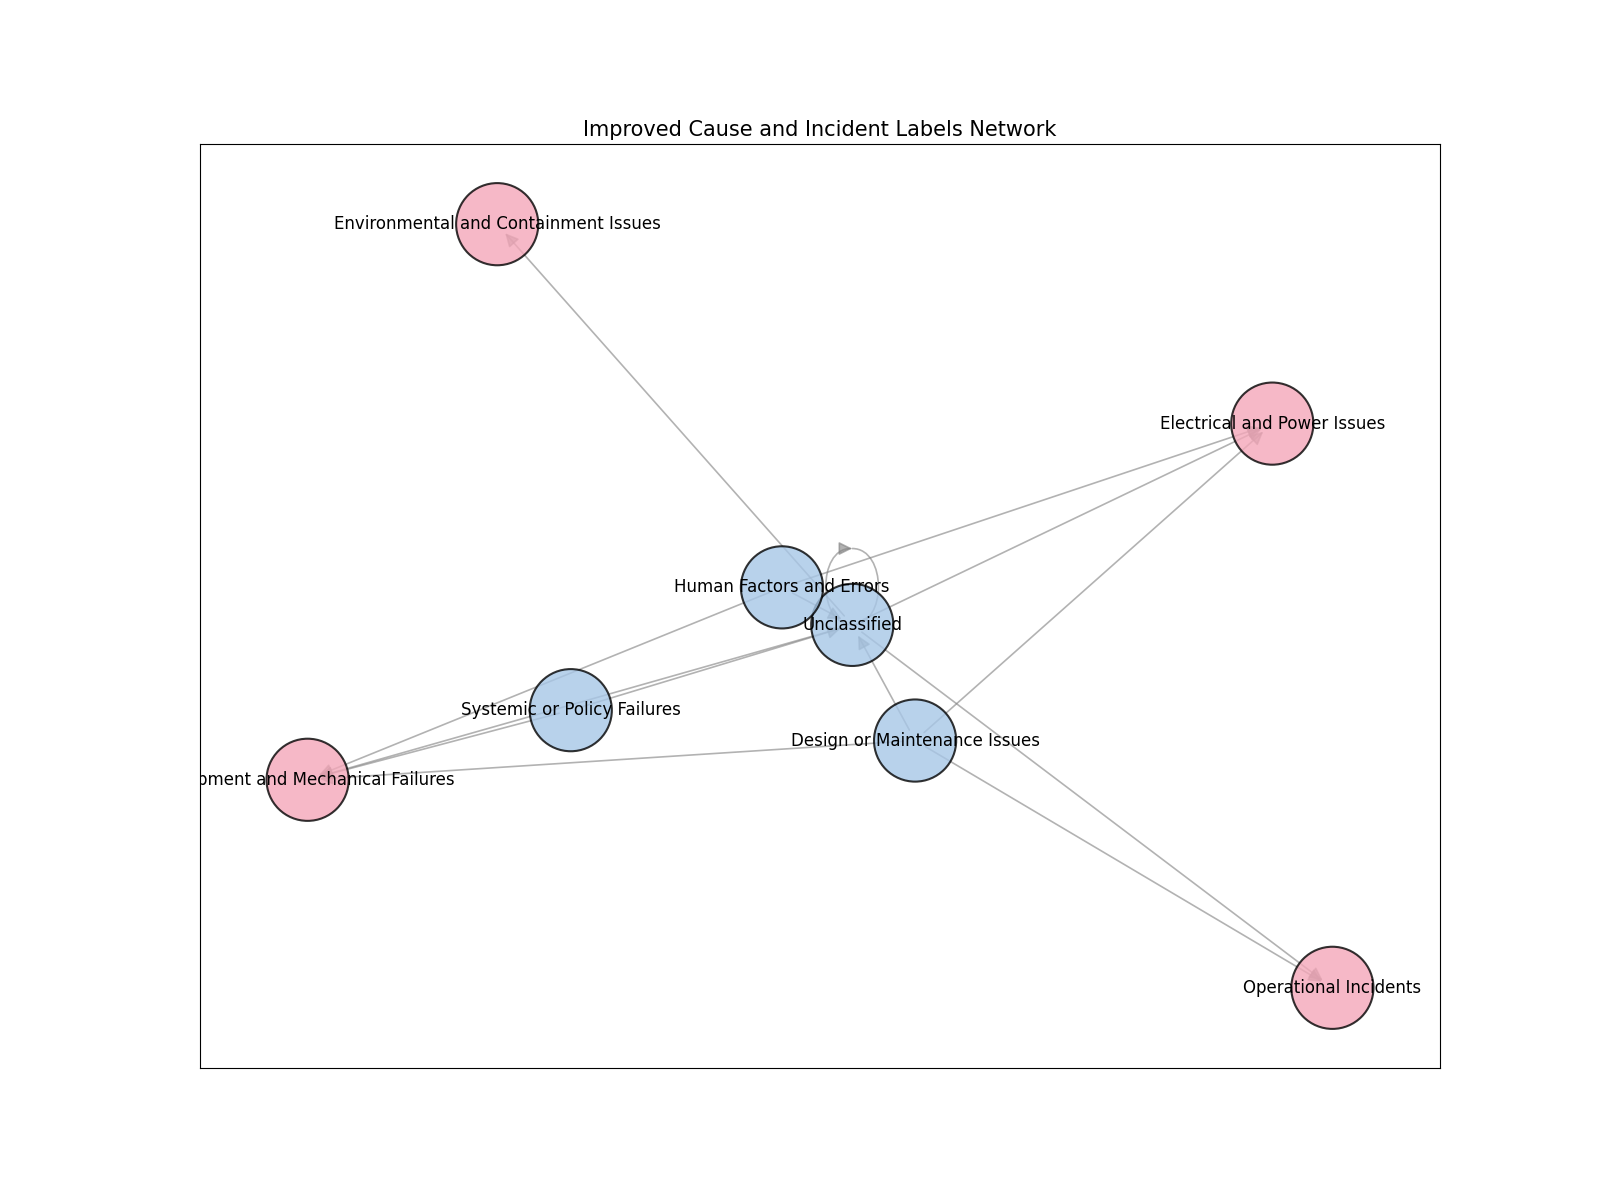 Improved Cause and Incident Labels Network
Environmental and Containment Issues
Electrical and Power Issues
Human Factors and Errors
Unclassified
Systemic or Policy Failures
Design or Maintenance Issues
pment and Mechanical Failures
Operational Incidents